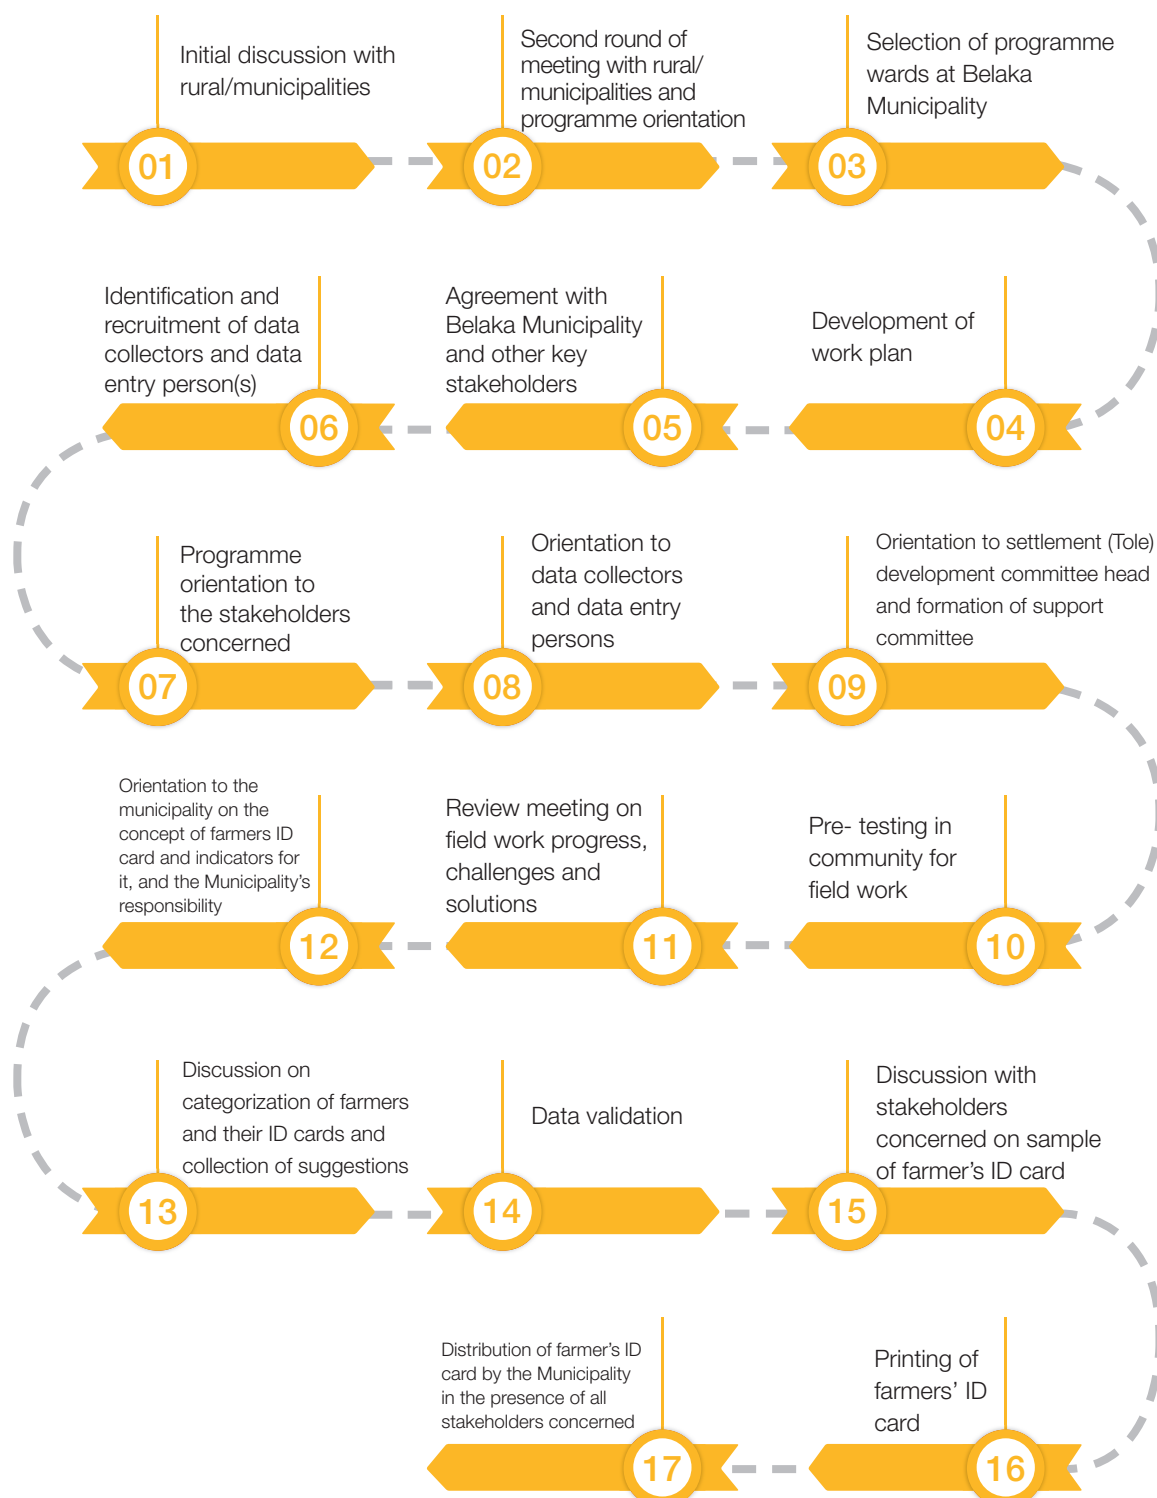 Initial discussion with
rural/municipalities
01
Second round of
meeting with rural/
municipalities and
programme orientation
02
Selection of programme
wards at Belaka
Municipality
03
Development of
work plan
04
Agreement with
Belaka Municipality
and other key
stakeholders
05
Identification and
recruitment of data
collectors and data
entry person(s)
06
Programme
orientation to
the stakeholders
concerned
07
Orientation to
data collectors
and data entry
persons
08
Orientation to settlement (Tole)
development committee head
and formation of support
committee
09
Pre- testing in
community for
field work
10
Review meeting on
field work progress,
challenges and
solutions
11
Orientation to the
municipality on the
concept of farmers ID
card and indicators for
it, and the Municipality’s
responsibility
12
Discussion on
categorization of farmers
and their ID cards and
collection of suggestions
13
Data validation
14
Discussion with
stakeholders
concerned on sample
of farmer’s ID card
15
Printing of
farmers’ ID
card
16
Distribution of farmer’s ID
card by the Municipality
in the presence of all
stakeholders concerned
17